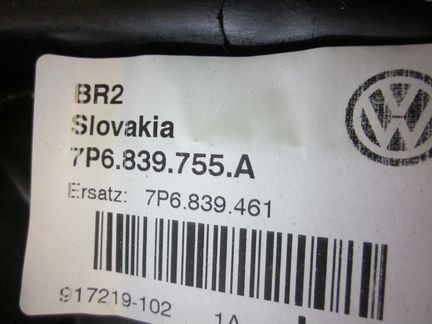 BR2
Slovakia
7P6.839.755.A
Ersatz: 7P6.839.461
917219-102 1A